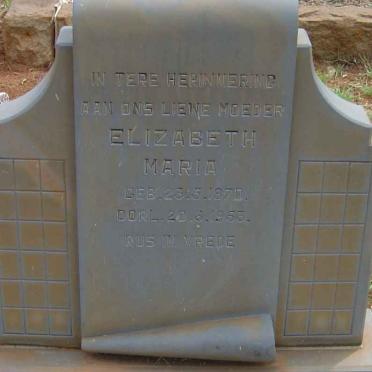 IN TERE HERINNERING
AAN ONS LIEWE MOEDER
ELIZABETH
MARIA
GEB. 23.5.1870.
OORL. 20.6.1953.
RUS IN VREDE